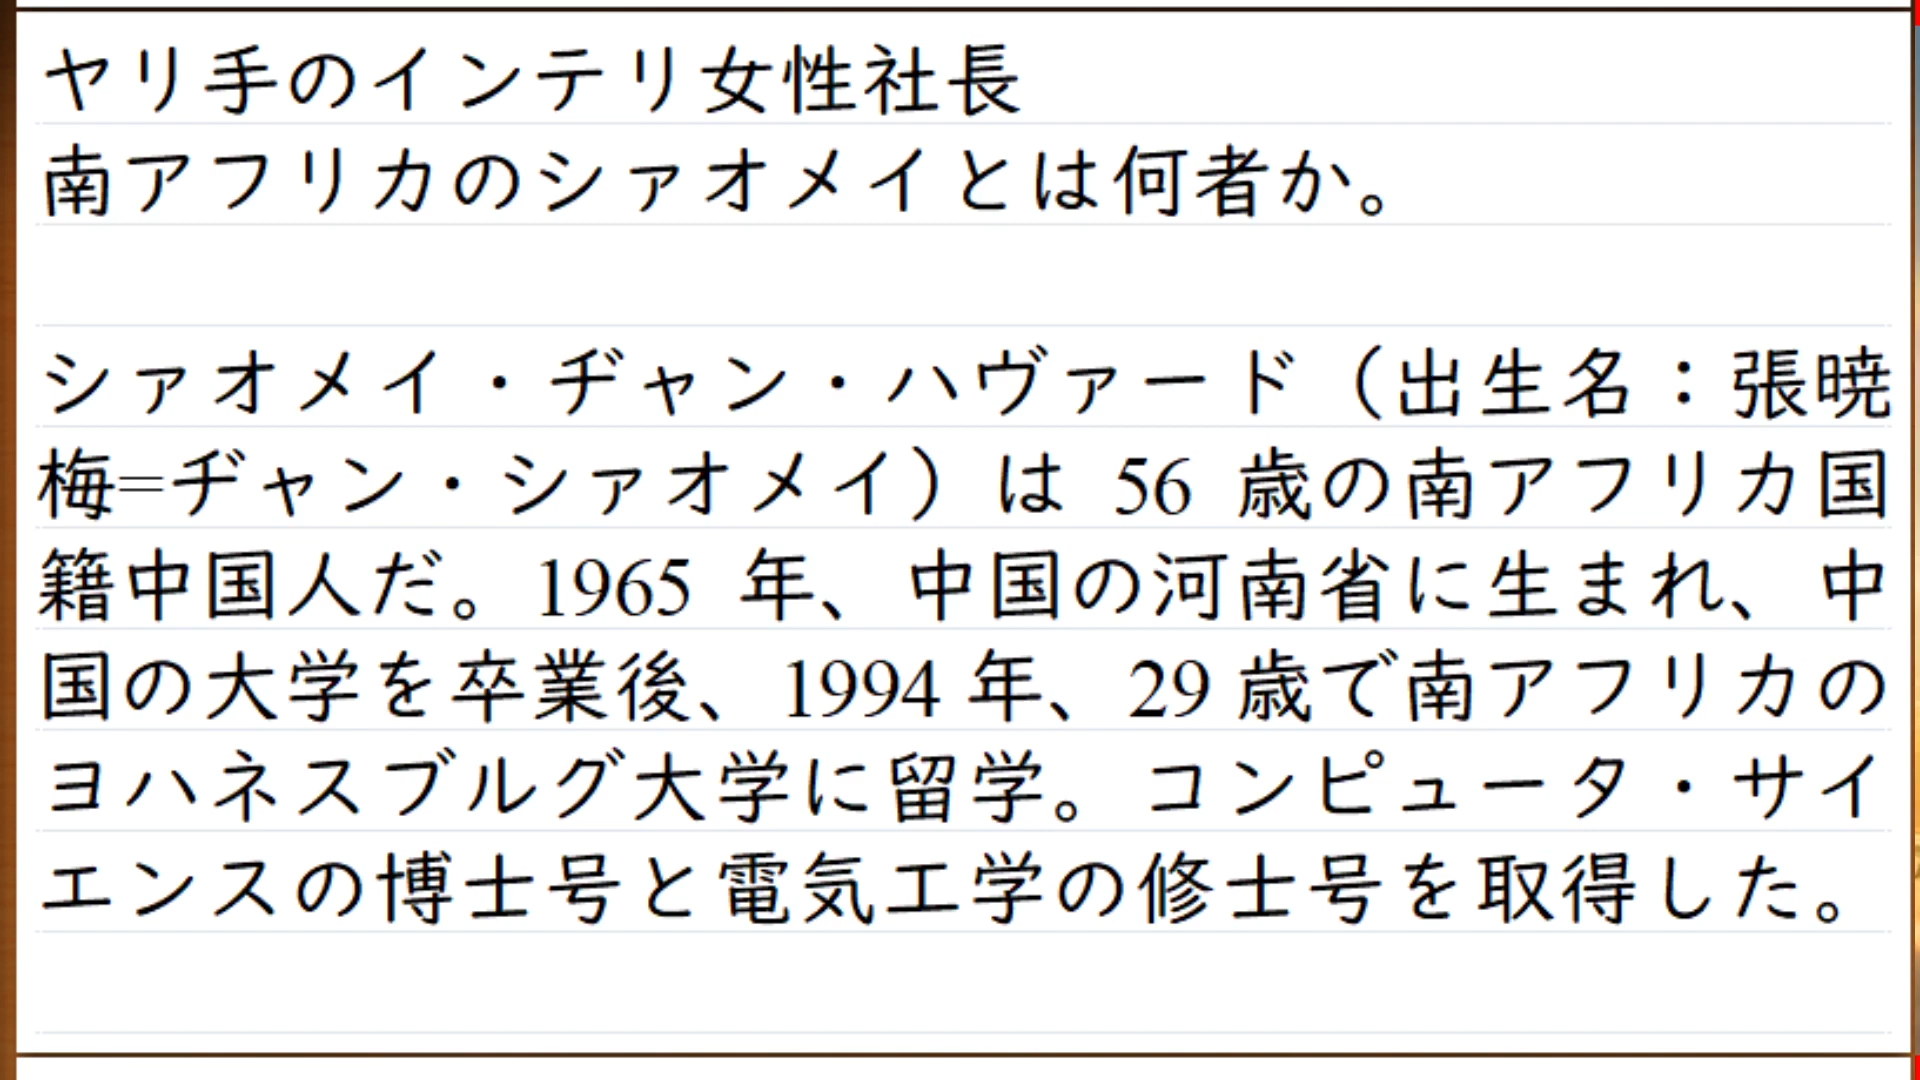 ヤリ手のインテリ女性社長
南アフリカのシァオメイとは何者か。
シァオメイ・ヂャン・ハヴァード（出生名：張暁
梅=ヂャン・シァオメイ）は 56 歳の南アフリカ国
籍中国人だ。1965 年、中国の河南省に生まれ、中
国の大学を卒業後、1994 年、29 歳で南アフリカの
ヨハネスブルグ大学に留学。コンピュータ・サイ
エンスの博士号と電気工学の修士号を取得した。